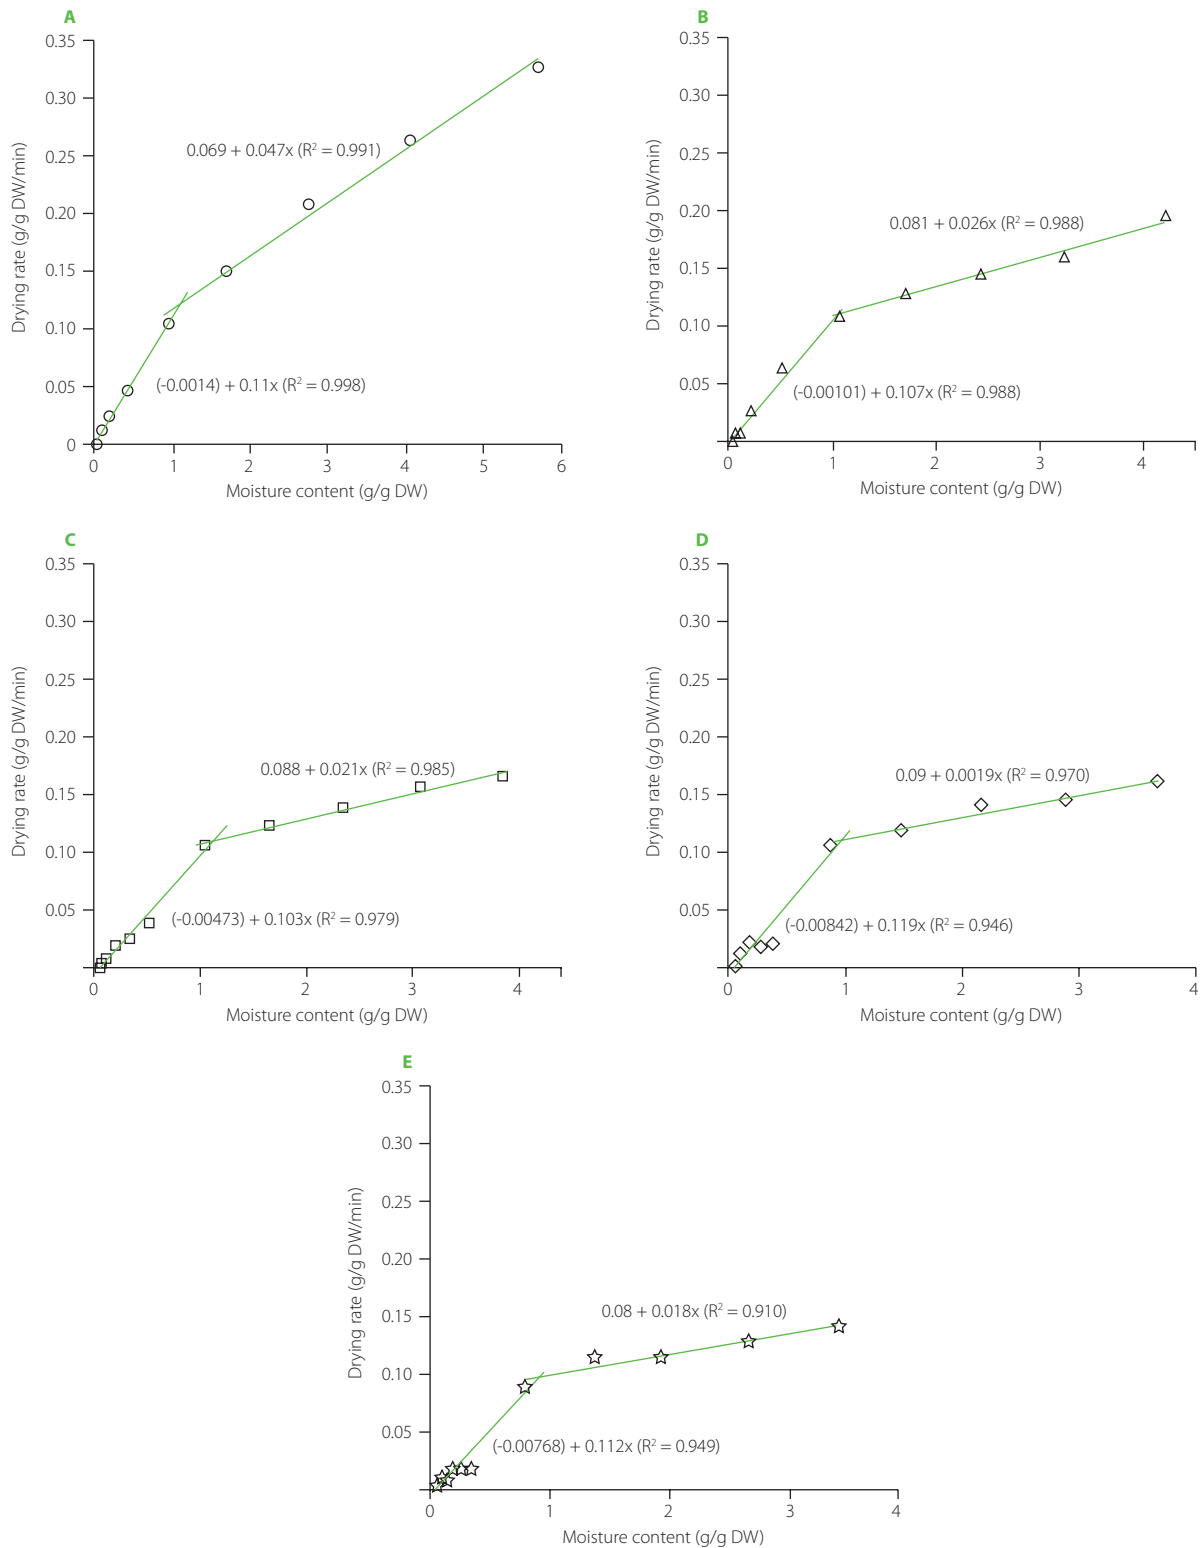 A
0.35
0.30
0.25
0.20
0.15
0.10
0.05
0
Drying rate (g/g DW/min)
0.069 + 0.047x (R² = 0.991)
(-0.0014) + 0.11x (R² = 0.998)
0 1 2 3 4 5 6
Moisture content (g/g DW)
B
0.35
0.30
0.25
0.20
0.15
0.10
0.05
Drying rate (g/g DW/min)
0.081 + 0.026x (R² = 0.988)
(-0.00101) + 0.107x (R² = 0.988)
0 1 2 3 4
Moisture content (g/g DW)
C
0.35
0.30
0.25
0.20
0.15
0.10
0.05
Drying rate (g/g DW/min)
0.088 + 0.021x (R² = 0.985)
(-0.00473) + 0.103x (R² = 0.979)
0 1 2 3 4
Moisture content (g/g DW)
D
0.35
0.30
0.25
0.20
0.15
0.10
0.05
Drying rate (g/g DW/min)
0.09 + 0.0019x (R² = 0.970)
(-0.00842) + 0.119x (R² = 0.946)
0 1 2 3 4
Moisture content (g/g DW)
E
0.35
0.30
0.25
0.20
0.15
0.10
0.05
Drying rate (g/g DW/min)
0.08 + 0.018x (R² = 0.910)
(-0.00768) + 0.112x (R² = 0.949)
0 1 2 3 4
Moisture content (g/g DW)